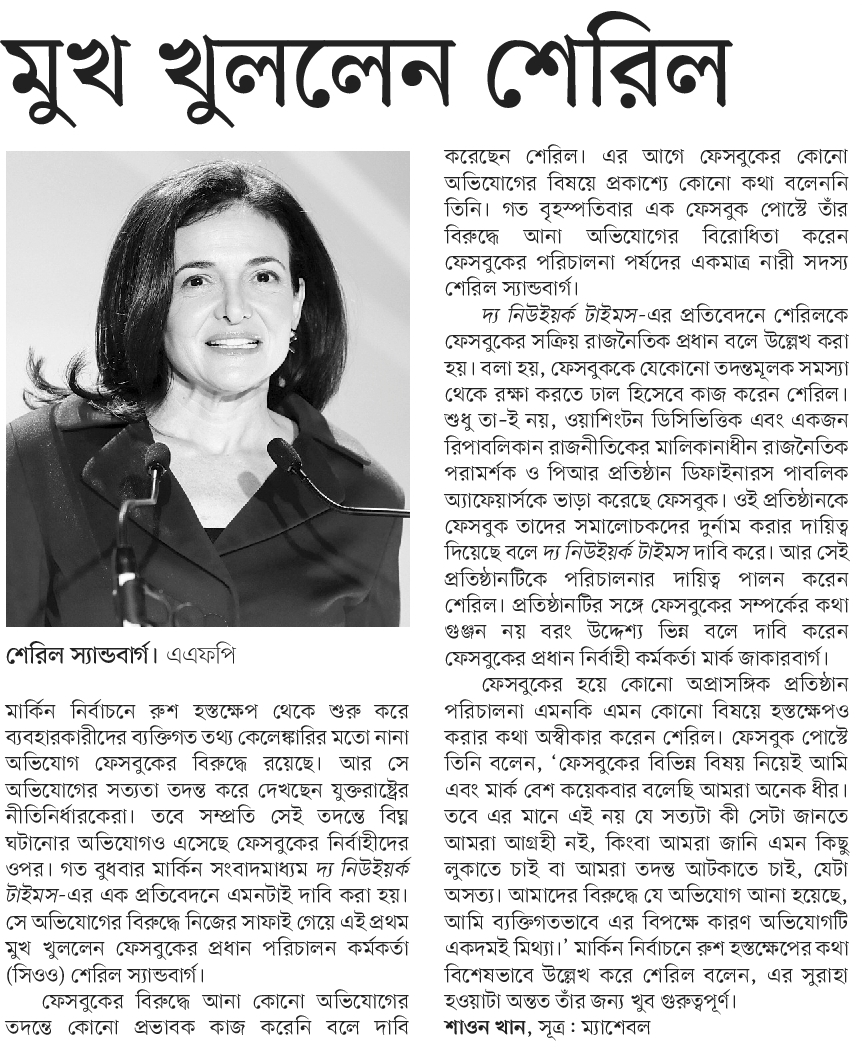 মুখ খুললেন শেরিল
শেরিল স্যান্ডবার্গ। এএফপি
মার্কিন নির্বাচনে রুশ হস্তক্ষেপ থেকে শুরু করে
ব্যবহারকারীদের ব্যক্তিগত তথ্য কেলেঙ্কারির মতো নানা
অভিযোগ ফেসবুকের বিরুদ্ধে রয়েছে। আর সে
অভিযোগের সত্যতা তদন্ত করে দেখছেন যুক্তরাষ্ট্রের
নীতিনির্ধারকেরা। তবে সম্প্রতি সেই তদন্তে বিঘ্ন
ঘটানোর অভিযোগও এসেছে ফেসবুকের নির্বাহীদের
ওপর। গত বুধবার মার্কিন সংবাদমাধ্যম দ্য নিউইয়র্ক
টাইমস-এর এক প্রতিবেদনে এমনটাই দাবি করা হয়।
সে অভিযোগের বিরুদ্ধে নিজের সাফাই গেয়ে এই প্রথম
মুখ খুললেন ফেসবুকের প্রধান পরিচালন কর্মকর্তা
(সিওও) শেরিল স্যান্ডবার্গ।
ফেসবুকের বিরুদ্ধে আনা কোনো অভিযোগের
তদন্তে কোনো প্রভাবক কাজ করেনি বলে দাবি
করেছেন শেরিল। এর আগে ফেসবুকের কোনো
অভিযোগের বিষয়ে প্রকাশ্যে কোনো কথা বলেননি
তিনি। গত বৃহস্পতিবার এক ফেসবুক পোস্টে তাঁর
বিরুদ্ধে আনা অভিযোগের বিরোধিতা করেন
ফেসবুকের পরিচালনা পর্ষদের একমাত্র নারী সদস্য
শেরিল স্যান্ডবার্গ।
দ্য নিউইয়র্ক টাইমস-এর প্রতিবেদনে শেরিলকে
ফেসবুকের সক্রিয় রাজনৈতিক প্রধান বলে উল্লেখ করা
হয়। বলা হয়, ফেসবুককে যেকোনো তদন্তমূলক সমস্যা
থেকে রক্ষা করতে ঢাল হিসেবে কাজ করেন শেরিল।
শুধু তা-ই নয়, ওয়াশিংটন ডিসিভিত্তিক এবং একজন
রিপাবলিকান রাজনীতিকের মালিকানাধীন রাজনৈতিক
পরামর্শক ও পিআর প্রতিষ্ঠান ডিফাইনারস পাবলিক
অ্যাফেয়ার্সকে ভাড়া করেছে ফেসবুক। ওই প্রতিষ্ঠানকে
ফেসবুক তাদের সমালোচকদের দুর্নাম করার দায়িত্ব
দিয়েছে বলে দ্য নিউইয়র্ক টাইমস দাবি করে। আর সেই
প্রতিষ্ঠানটিকে পরিচালনার দায়িত্ব পালন করেন
শেরিল। প্রতিষ্ঠানটির সঙ্গে ফেসবুকের সম্পর্কের কথা
গুঞ্জন নয় বরং উদ্দেশ্য ভিন্ন বলে দাবি করেন
ফেসবুকের প্রধান নির্বাহী কর্মকর্তা মার্ক জাকারবার্গ।
ফেসবুকের হয়ে কোনো অপ্রাসঙ্গিক প্রতিষ্ঠান
পরিচালনা এমনকি এমন কোনো বিষয়ে হস্তক্ষেপও
করার কথা অস্বীকার করেন শেরিল। ফেসবুক পোস্টে
তিনি বলেন, ‘ফেসবুকের বিভিন্ন বিষয় নিয়েই আমি
এবং মার্ক বেশ কয়েকবার বলেছি আমরা অনেক ধীর।
তবে এর মানে এই নয় যে সত্যটা কী সেটা জানতে
আমরা আগ্রহী নই, কিংবা আমরা জানি এমন কিছু
লুকাতে চাই বা আমরা তদন্ত আটকাতে চাই, যেটা
অসত্য। আমাদের বিরুদ্ধে যে অভিযোগ আনা হয়েছে,
আমি ব্যক্তিগতভাবে এর বিপক্ষে কারণ অভিযোগটি
একদমই মিথ্যা।’ মার্কিন নির্বাচনে রুশ হস্তক্ষেপের কথা
বিশেষভাবে উল্লেখ করে শেরিল বলেন, এর সুরাহা
হওয়াটা অন্তত তাঁর জন্য খুব গুরুত্বপূর্ণ।
শাওন খান, সূত্র : ম্যাশেবল